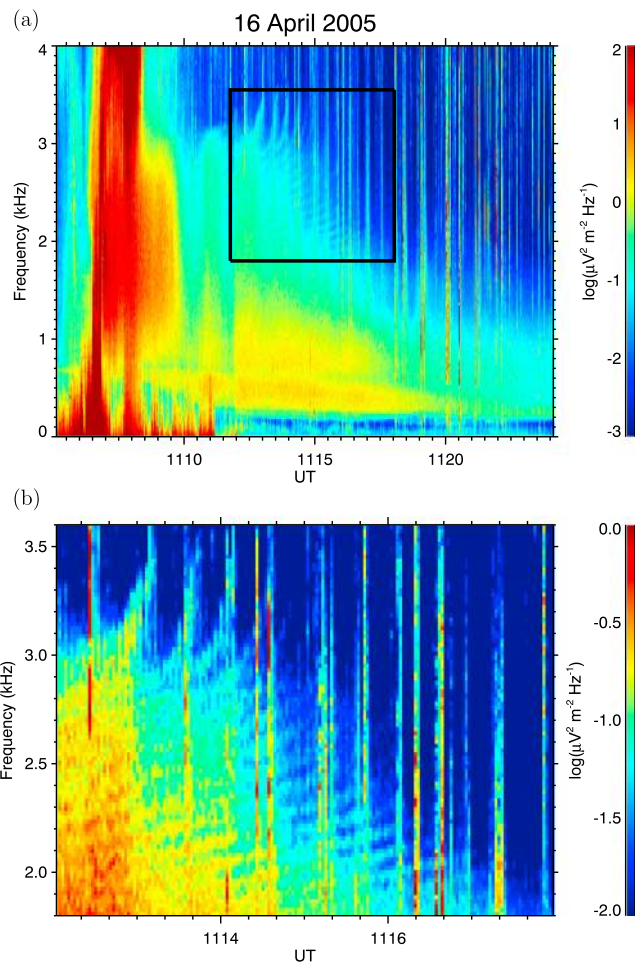 (a)
16 April 2005
4
3
2
1
0
Frequency (kHz)
1110
1115
1120
UT
2
1
0
-1
-2
-3
log(μV² m⁻² Hz⁻¹)
(b)
3.5
3.0
2.5
2.0
Frequency (kHz)
1114
1116
UT
0.0
-0.5
-1.0
-1.5
-2.0
log(μV² m⁻² Hz⁻¹)